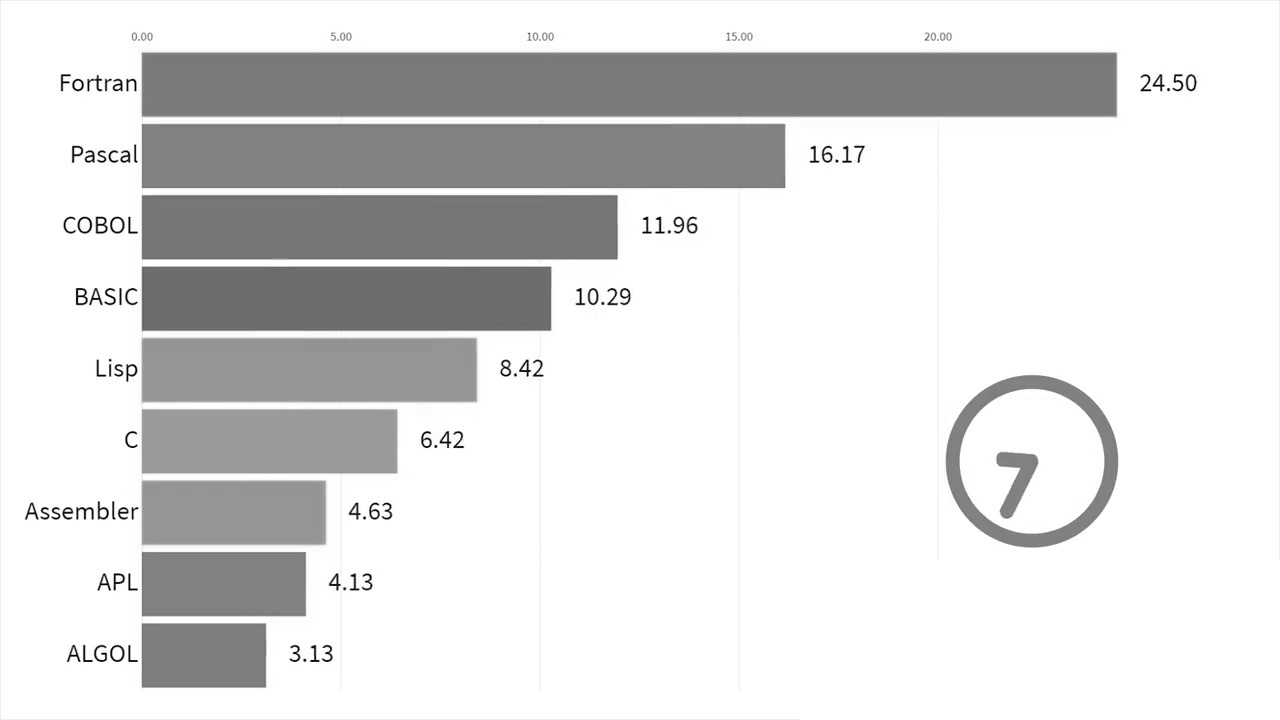 0.00 5.00 10.00 15.00 20.00
Fortran 24.50
Pascal 16.17
COBOL 11.96
BASIC 10.29
Lisp 8.42
C 6.42
7
Assembler 4.63
APL 4.13
ALGOL 3.13